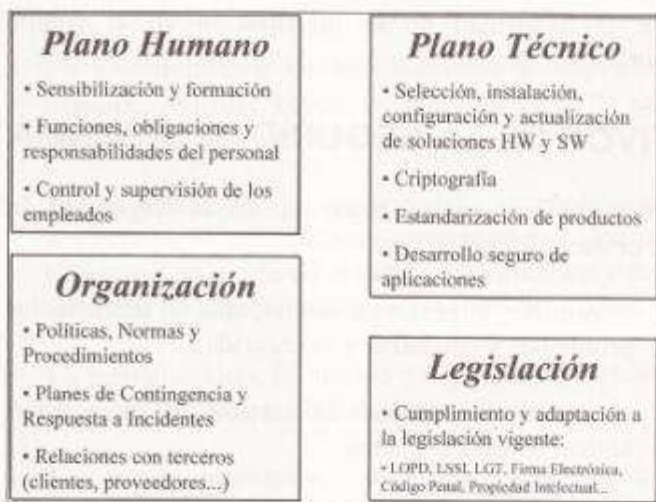 Plano Humano
• Sensibilización y formación
• Funciones, obligaciones y
responsabilidades del personal
• Control y supervisión de los
empleados
Plano Técnico
• Selección, instalación,
configuración y actualización
de soluciones HW y SW
• Criptografía
• Estandarización de productos
• Desarrollo seguro de
aplicaciones
Organización
• Políticas, Normas y
Procedimientos
• Planes de Contingencia y
Respuesta a Incidentes
• Relaciones con terceros
(clientes, proveedores...)
Legislación
• Cumplimiento y adaptación a
la legislación vigente:
• LOPD, LSSI, LGT, Firma Electrónica,
Código Penal, Propiedad Intelectual...